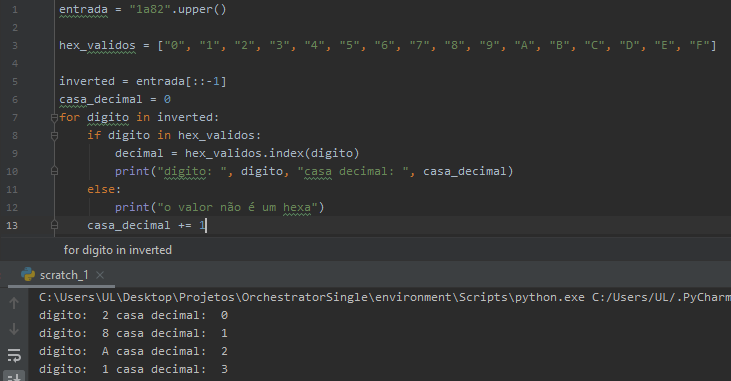 1 entrada = "1a82".upper()
2
3 hex_validos = ["0", "1", "2", "3", "4", "5", "6", "7", "8", "9", "A", "B", "C", "D", "E", "F"]
4
5 inverted = entrada[::-1]
6 casa_decimal = 0
7 for digito in inverted:
8     if digito in hex_validos:
9         decimal = hex_validos.index(digito)
10         print("digito: ", digito, "casa decimal: ", casa_decimal)
11     else:
12         print("o valor não é um hexa")
13     casa_decimal += 1
for digito in inverted
scratch_1 ×
C:\Users\UL\Desktop\Projetos\OrchestratorSingle\environment\Scripts\python.exe C:/Users/UL/.PyCharm
digito:  2 casa decimal:  0
digito:  8 casa decimal:  1
digito:  A casa decimal:  2
digito:  1 casa decimal:  3